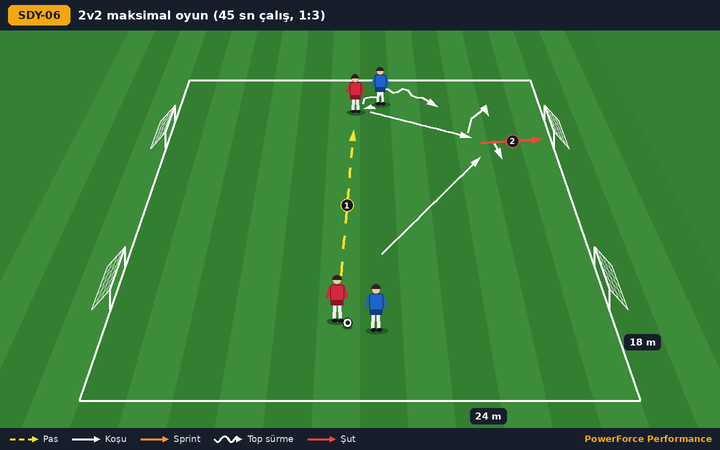 SDY-06 2v2 maksimal oyun (45 sn çalış, 1:3)
2
1
18 m
24 m
Pas Koşu Sprint Top sürme Şut PowerForce Performance